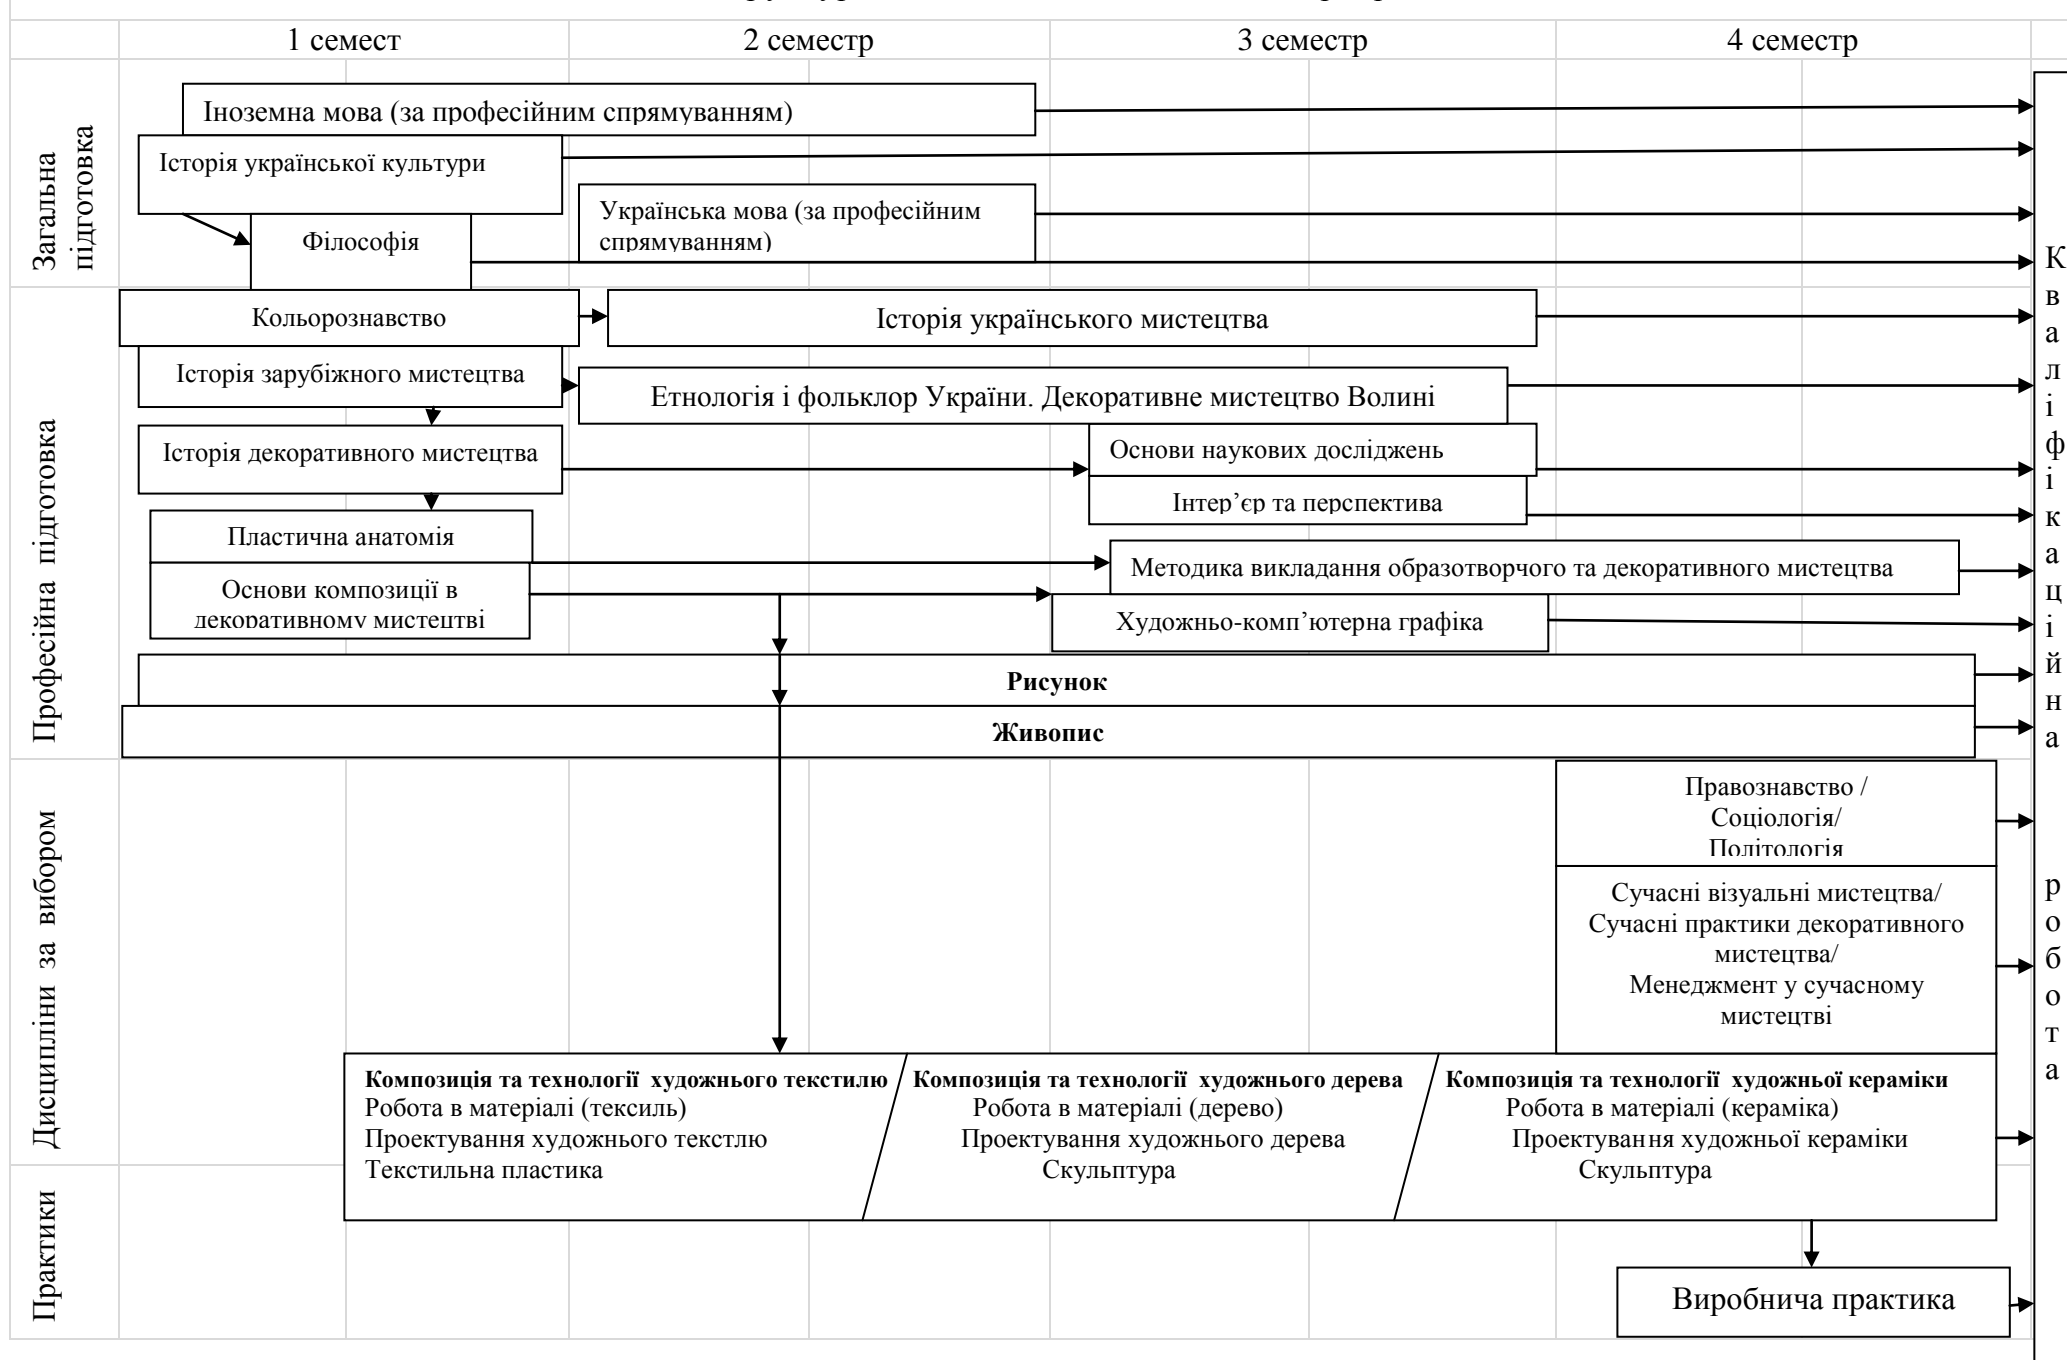 1 семест
2 семестр
3 семестр
4 семестр
Загальна
підготовка
Іноземна мова (за професійним спрямуванням)
Історія української культури
Українська мова (за професійним
спрямуванням)
Філософія
Професійна підготовка
Кольорознавство
Історія українського мистецтва
Історія зарубіжного мистецтва
Етнологія і фольклор України. Декоративне мистецтво Волині
Історія декоративного мистецтва
Основи наукових досліджень
Інтер’єр та перспектива
Пластична анатомія
Методика викладання образотворчого та декоративного мистецтва
Основи композиції в
декоративному мистецтві
Художньо-комп’ютерна графіка
Рисунок
Живопис
Дисципліни за вибором
Правознавство /
Соціологія/
Політологія
Сучасні візуальні мистецтва/
Сучасні практики декоративного
мистецтва/
Менеджмент у сучасному
мистецтві
Композиція та технології художнього текстилю
Робота в матеріалі (тексиль)
Проектування художнього текстлю
Текстильна пластика
Композиція та технології художнього дерева
Робота в матеріалі (дерево)
Проектування художнього дерева
Скульптура
Композиція та технології художньої кераміки
Робота в матеріалі (кераміка)
Проектування художньої кераміки
Скульптура
Практики
Виробнича практика
Кваліфікаційна робота